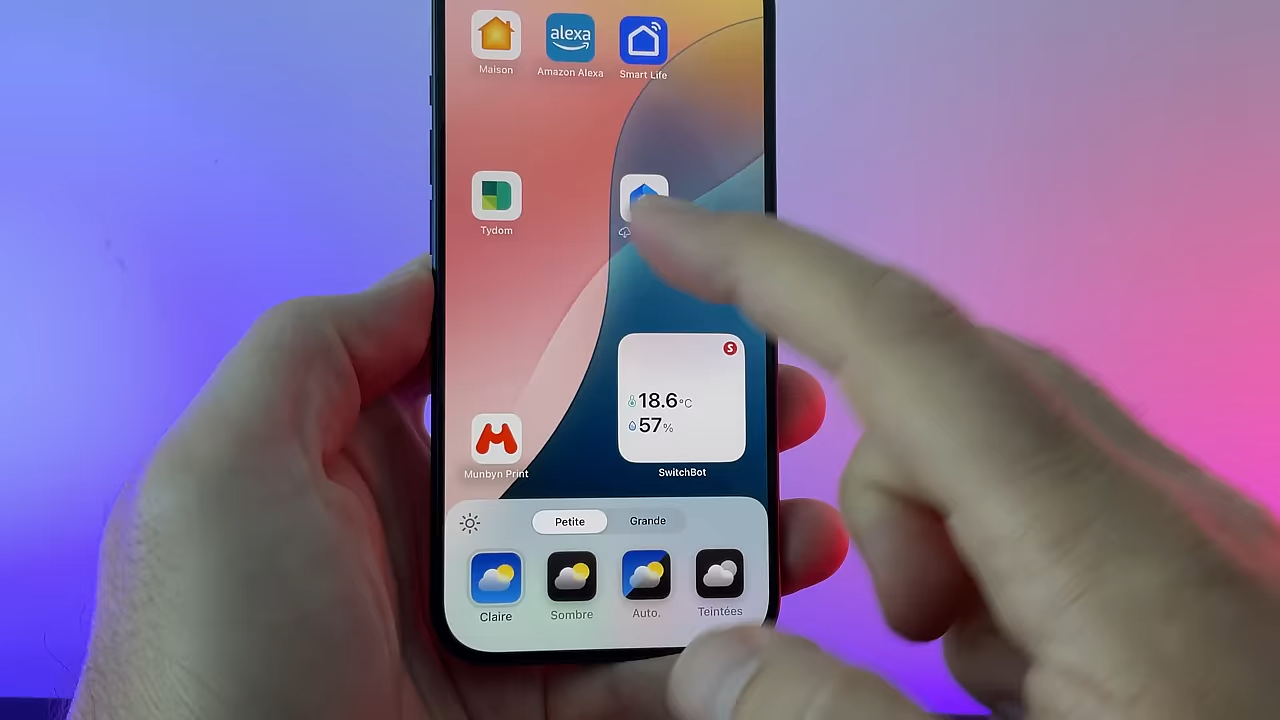 alexa
Maison
Amazon Alexa
Smart Life
Tydom
S
18.6°C
57%
Munbyn Print
SwitchBot
Petite
Grande
Claire
Sombre
Auto.
Teintées